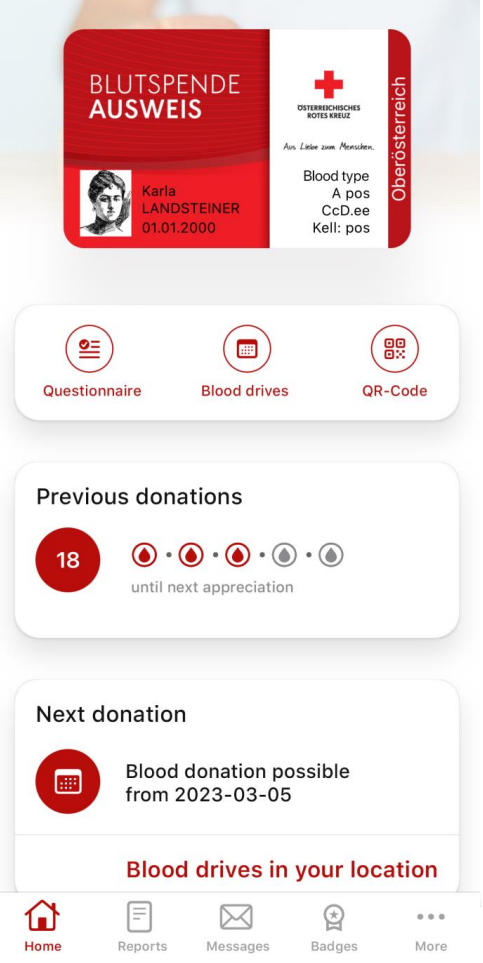 BLUTSPENDE
AUSWEIS
Karla
LANDSTEINER
01.01.2000
ÖSTERREICHISCHES
ROTES KREUZ
Aus Liebe zum Menschen.
Blood type
A pos
CcD.ee
Kell: pos
Oberösterreich
Questionnaire
Blood drives
QR-Code
Previous donations
18
until next appreciation
Next donation
Blood donation possible
from 2023-03-05
Blood drives in your location
Home
Reports
Messages
Badges
More